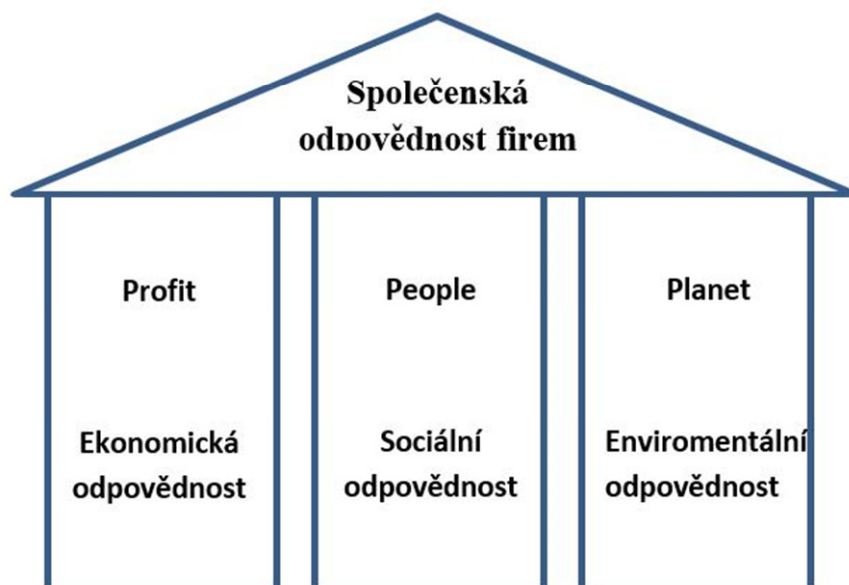 Společenská
odpovědnost firem
Profit
People
Planet
Ekonomická
odpovědnost
Sociální
odpovědnost
Enviromentální
odpovědnost